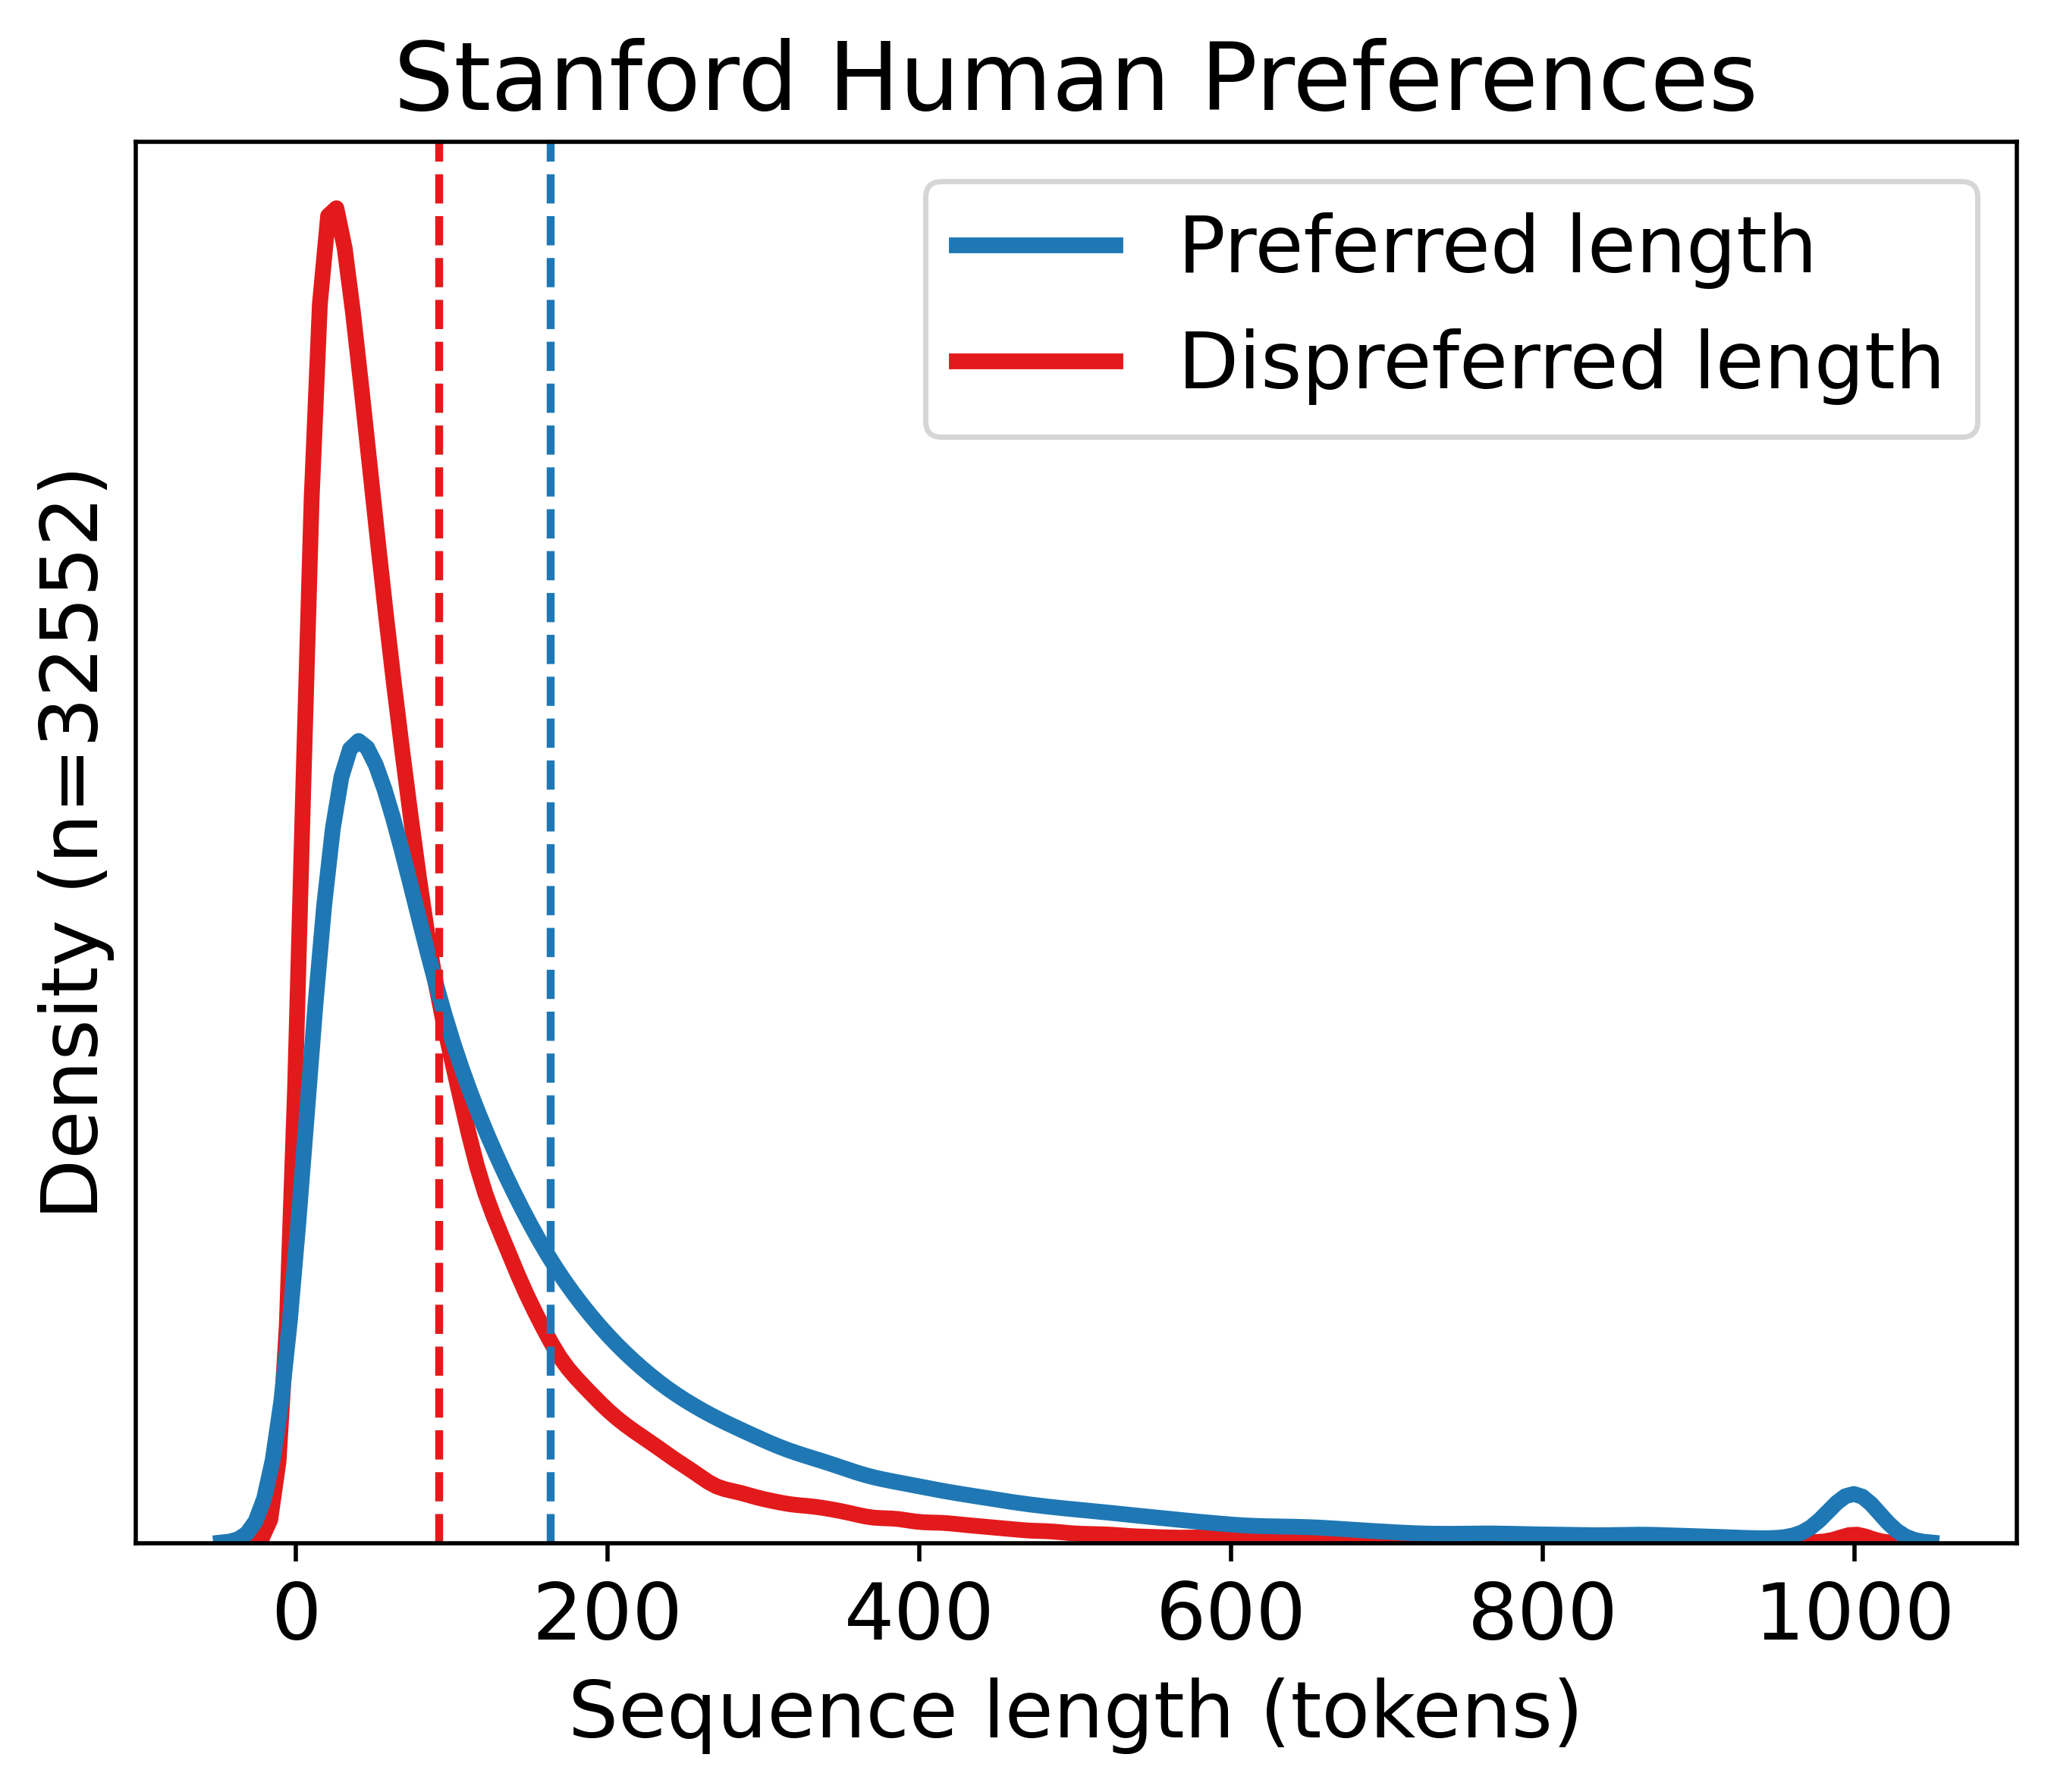 Stanford Human Preferences
Preferred length
Dispreferred length
Density (n=32552)
0 200 400 600 800 1000
Sequence length (tokens)